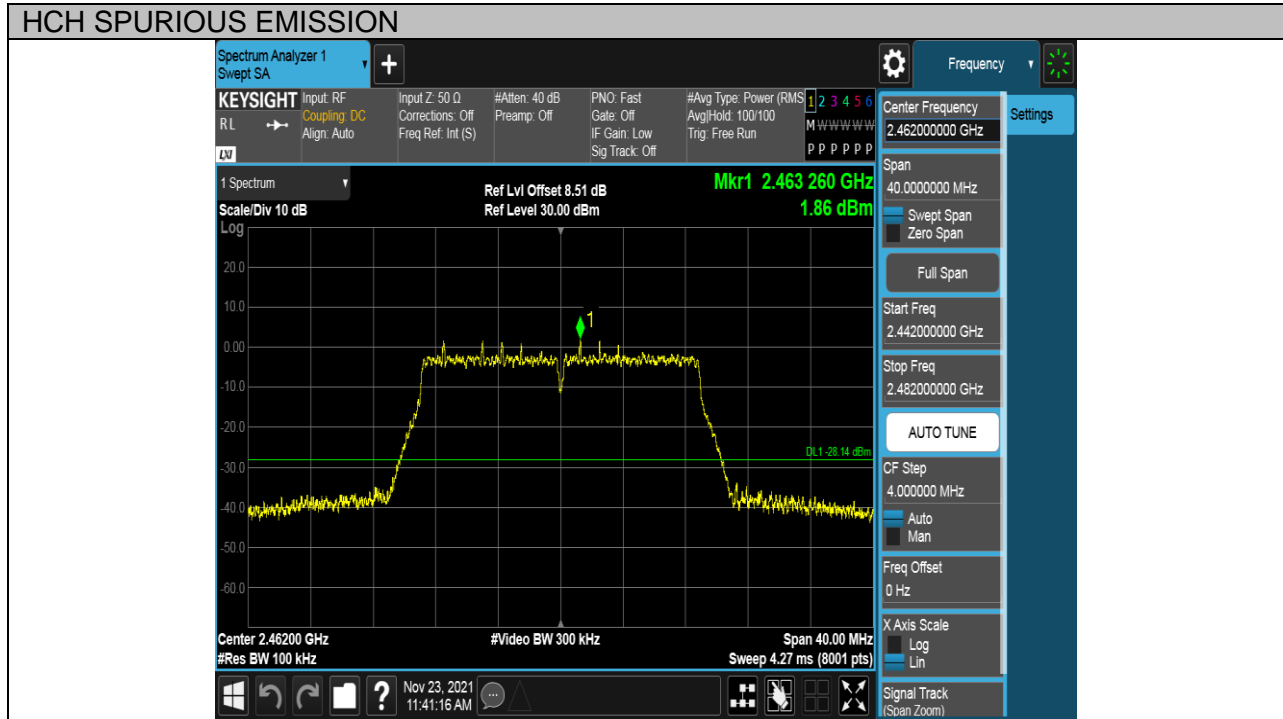 HCH SPURIOUS EMISSION
Spectrum Analyzer 1
Swept SA
+
Frequency
KEYSIGHT
RL
LXI
Input: RF
Coupling: DC
Align: Auto
Input Z: 50 Ω
Corrections: Off
Freq Ref: Int (S)
#Atten: 40 dB
Preamp: Off
PNO: Fast
Gate: Off
IF Gain: Low
Sig Track: Off
#Avg Type: Power (RMS
Avg|Hold: 100/100
Trig: Free Run
1 2 3 4 5 6
M W W W W W
P P P P P P
1 Spectrum
Scale/Div 10 dB
Ref Lvl Offset 8.51 dB
Ref Level 30.00 dBm
Mkr1 2.463 260 GHz
1.86 dBm
Log
20.0
10.0
0.00
-10.0
-20.0
-30.0
-40.0
-50.0
-60.0
1
DL1 -28.14 dBm
Center 2.46200 GHz
#Res BW 100 kHz
#Video BW 300 kHz
Span 40.00 MHz
Sweep 4.27 ms (8001 pts)
Center Frequency
2.462000000 GHz
Settings
Span
40.0000000 MHz
Swept Span
Zero Span
Full Span
Start Freq
2.442000000 GHz
Stop Freq
2.482000000 GHz
AUTO TUNE
CF Step
4.000000 MHz
Auto
Man
Freq Offset
0 Hz
X Axis Scale
Log
Lin
Signal Track
(Span Zoom)
?
Nov 23, 2021
11:41:16 AM